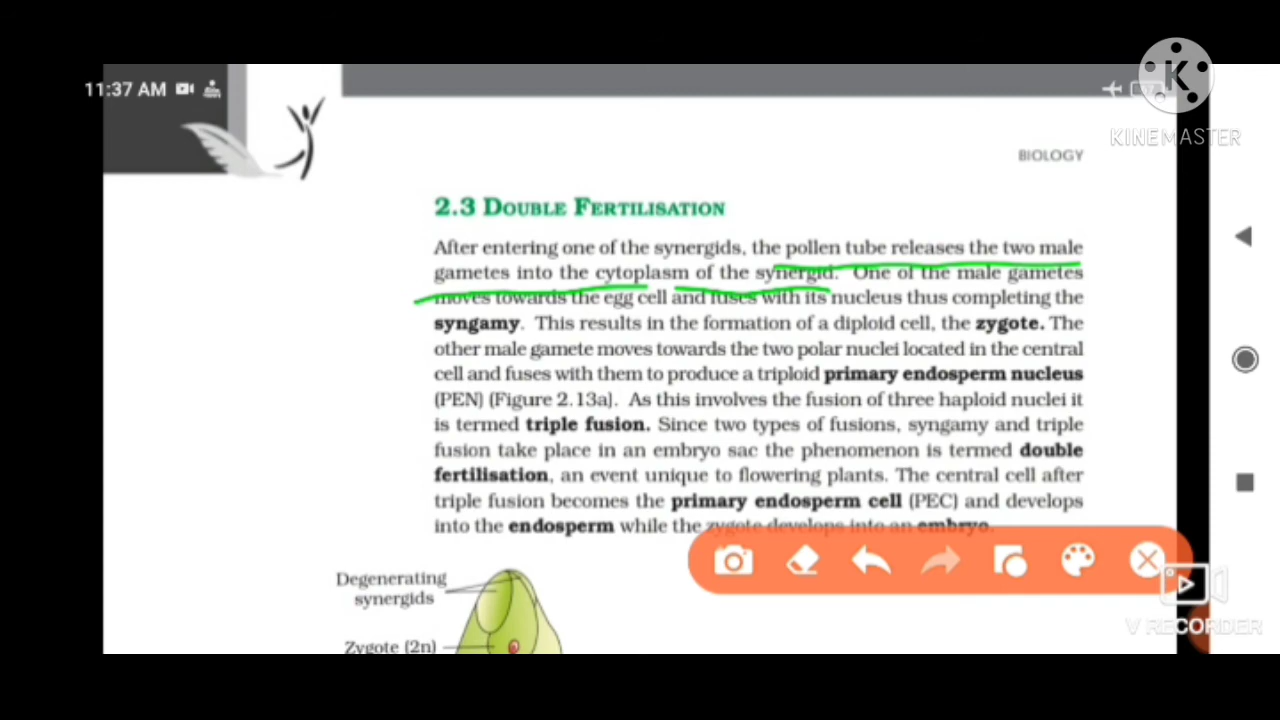 11:37 AM
KINEMASTER
BIOLOGY
2.3 DOUBLE FERTILISATION
After entering one of the synergids, the pollen tube releases the two male
gametes into the cytoplasm of the synergid. One of the male gametes
moves towards the egg cell and fuses with its nucleus thus completing the
syngamy. This results in the formation of a diploid cell, the zygote. The
other male gamete moves towards the two polar nuclei located in the central
cell and fuses with them to produce a triploid primary endosperm nucleus
(PEN) (Figure 2.13a). As this involves the fusion of three haploid nuclei it
is termed triple fusion. Since two types of fusions, syngamy and triple
fusion take place in an embryo sac the phenomenon is termed double
fertilisation, an event unique to flowering plants. The central cell after
triple fusion becomes the primary endosperm cell (PEC) and develops
into the endosperm while the zygote develops into an embryo.
Degenerating
synergids
Zygote (2n)
V RECORDER